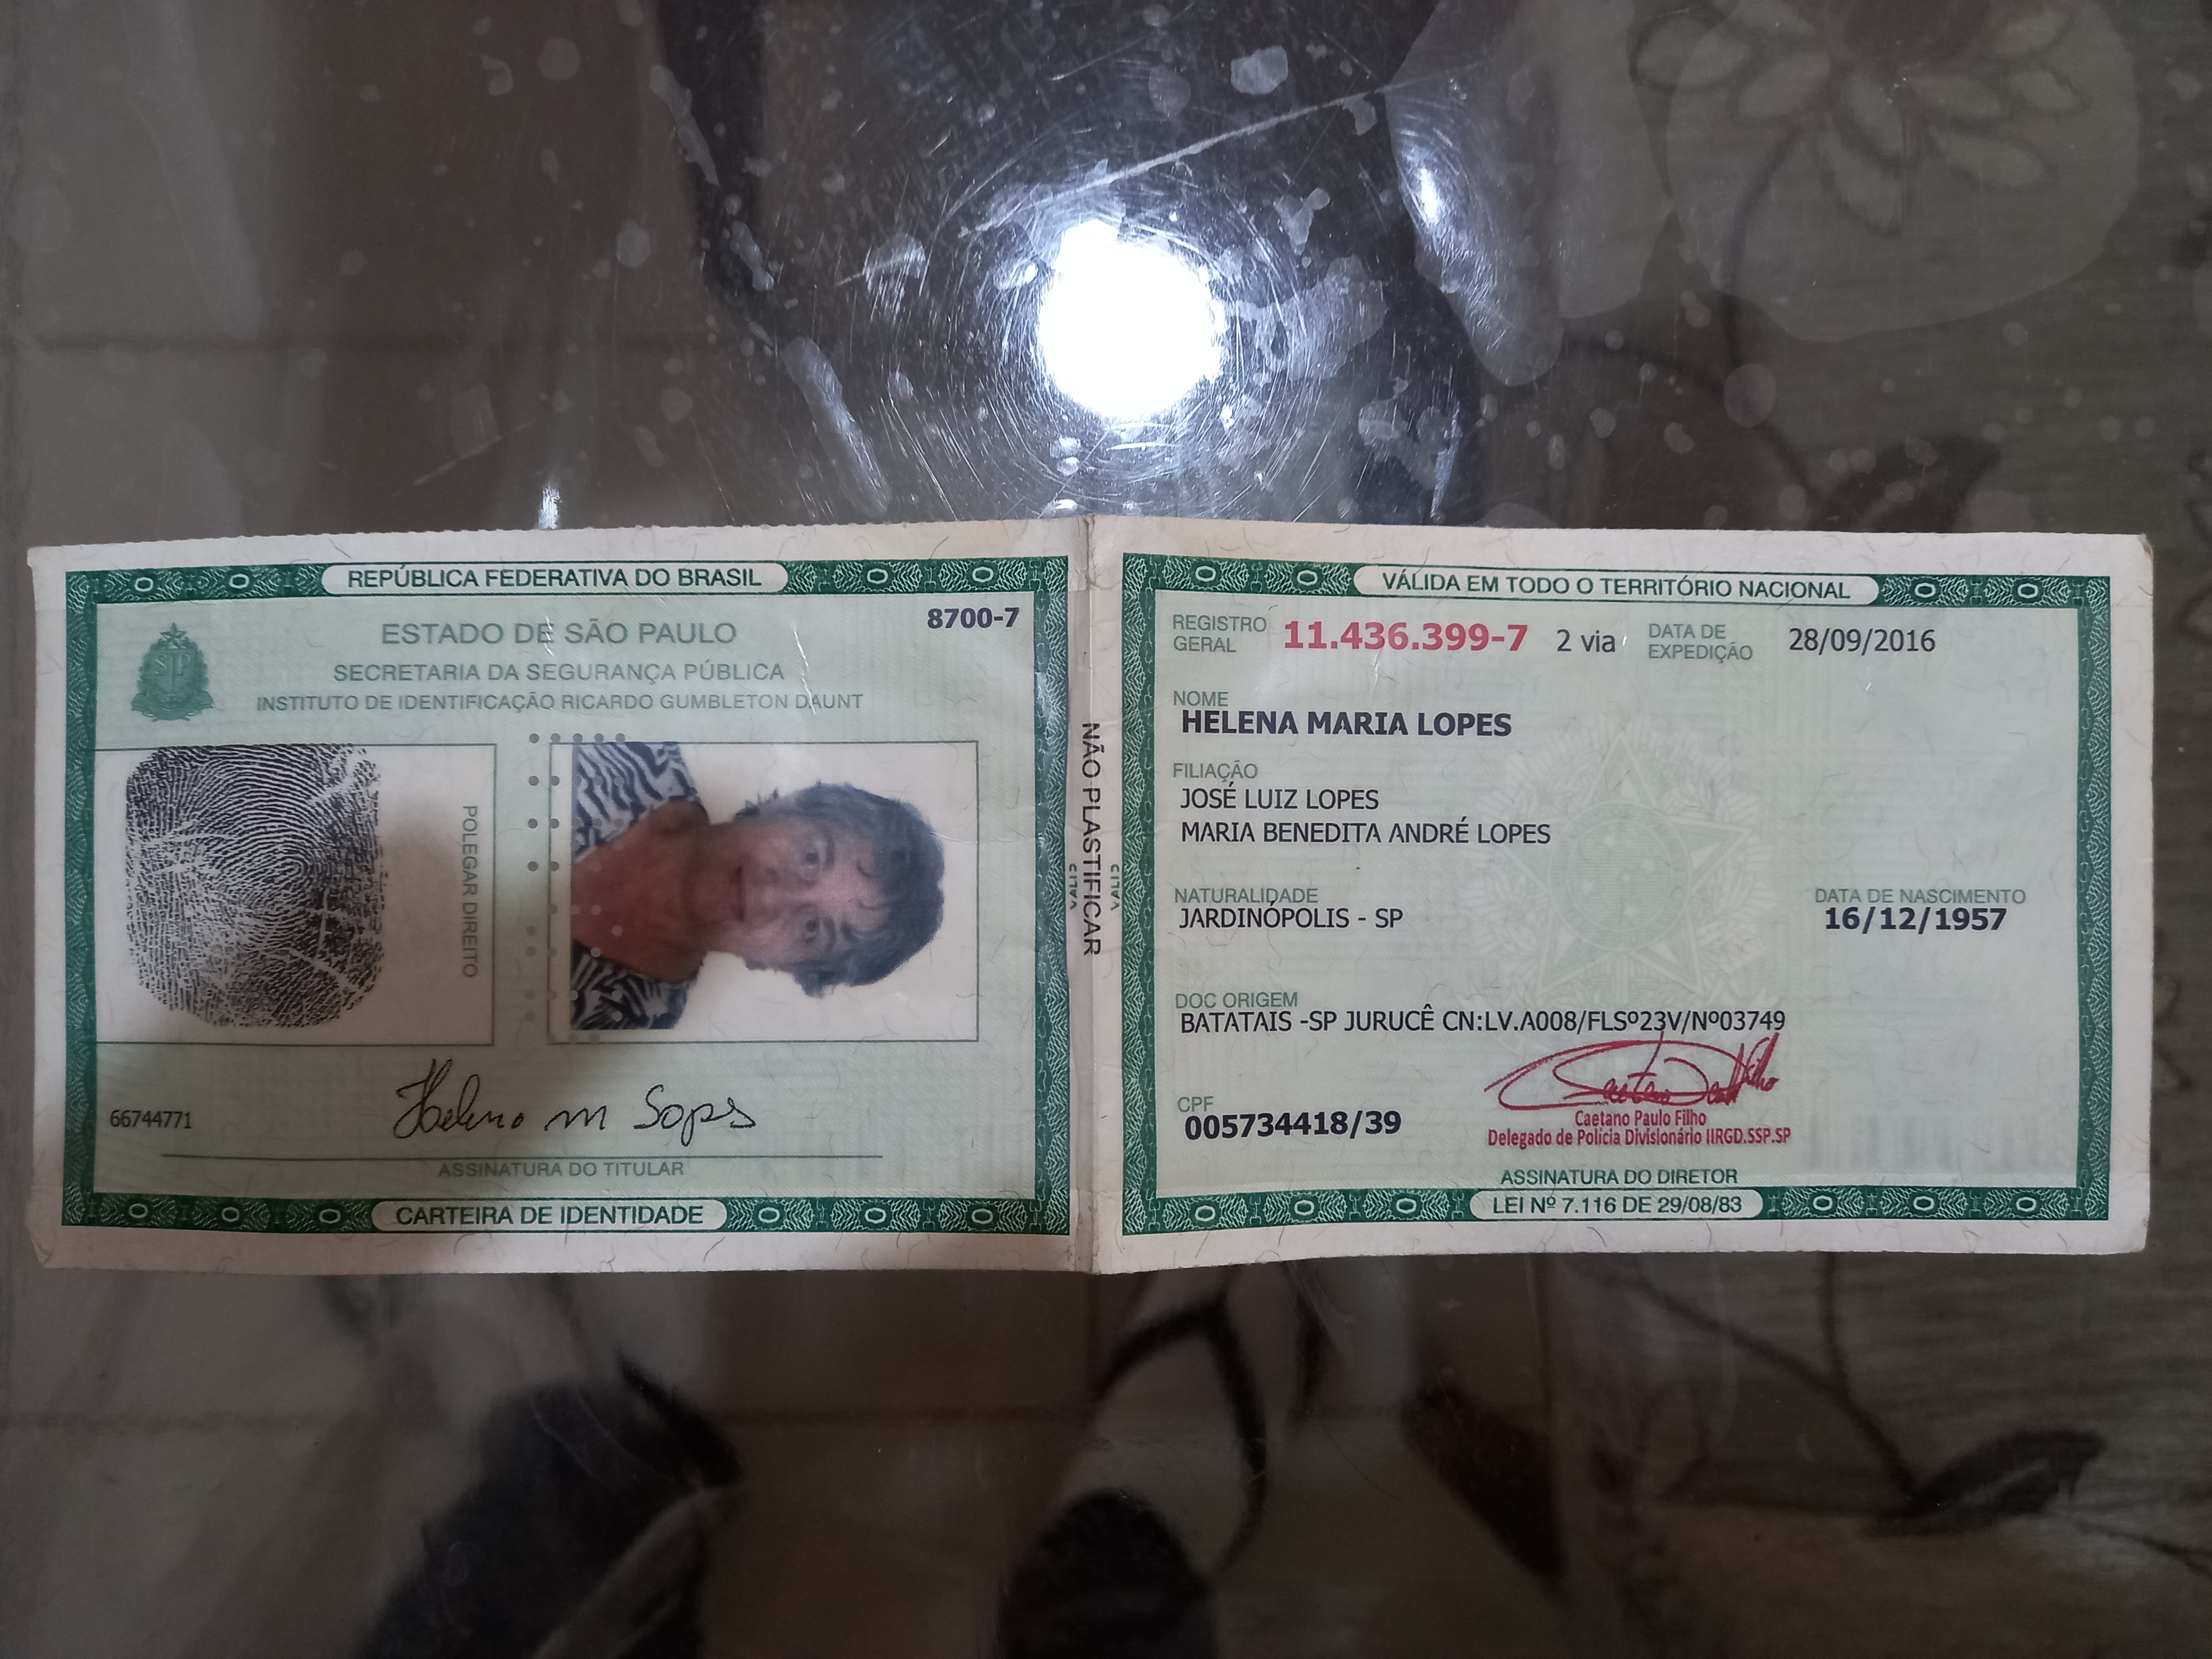 REPÚBLICA FEDERATIVA DO BRASIL
8700-7
ESTADO DE SÃO PAULO
SECRETARIA DA SEGURANÇA PÚBLICA
INSTITUTO DE IDENTIFICAÇÃO RICARDO GUMBLETON DAUNT
SP
POLEGAR DIREITO
66744771
Helena M Lopes
ASSINATURA DO TITULAR
CARTEIRA DE IDENTIDADE
NÃO PLASTIFICAR
VÁLIDA EM TODO O TERRITÓRIO NACIONAL
REGISTRO GERAL 11.436.399-7 2 via DATA DE EXPEDIÇÃO 28/09/2016
NOME
HELENA MARIA LOPES
FILIAÇÃO
JOSÉ LUIZ LOPES
MARIA BENEDITA ANDRÉ LOPES
NATURALIDADE
JARDINÓPOLIS - SP
DATA DE NASCIMENTO
16/12/1957
DOC ORIGEM
BATATAIS -SP JURUCÊ CN:LV.A008/FLSº23V/Nº03749
CPF
005734418/39
Caetano Paulo Filho
Delegado de Polícia Divisionário IIRGD.SSP.SP
ASSINATURA DO DIRETOR
LEI Nº 7.116 DE 29/08/83